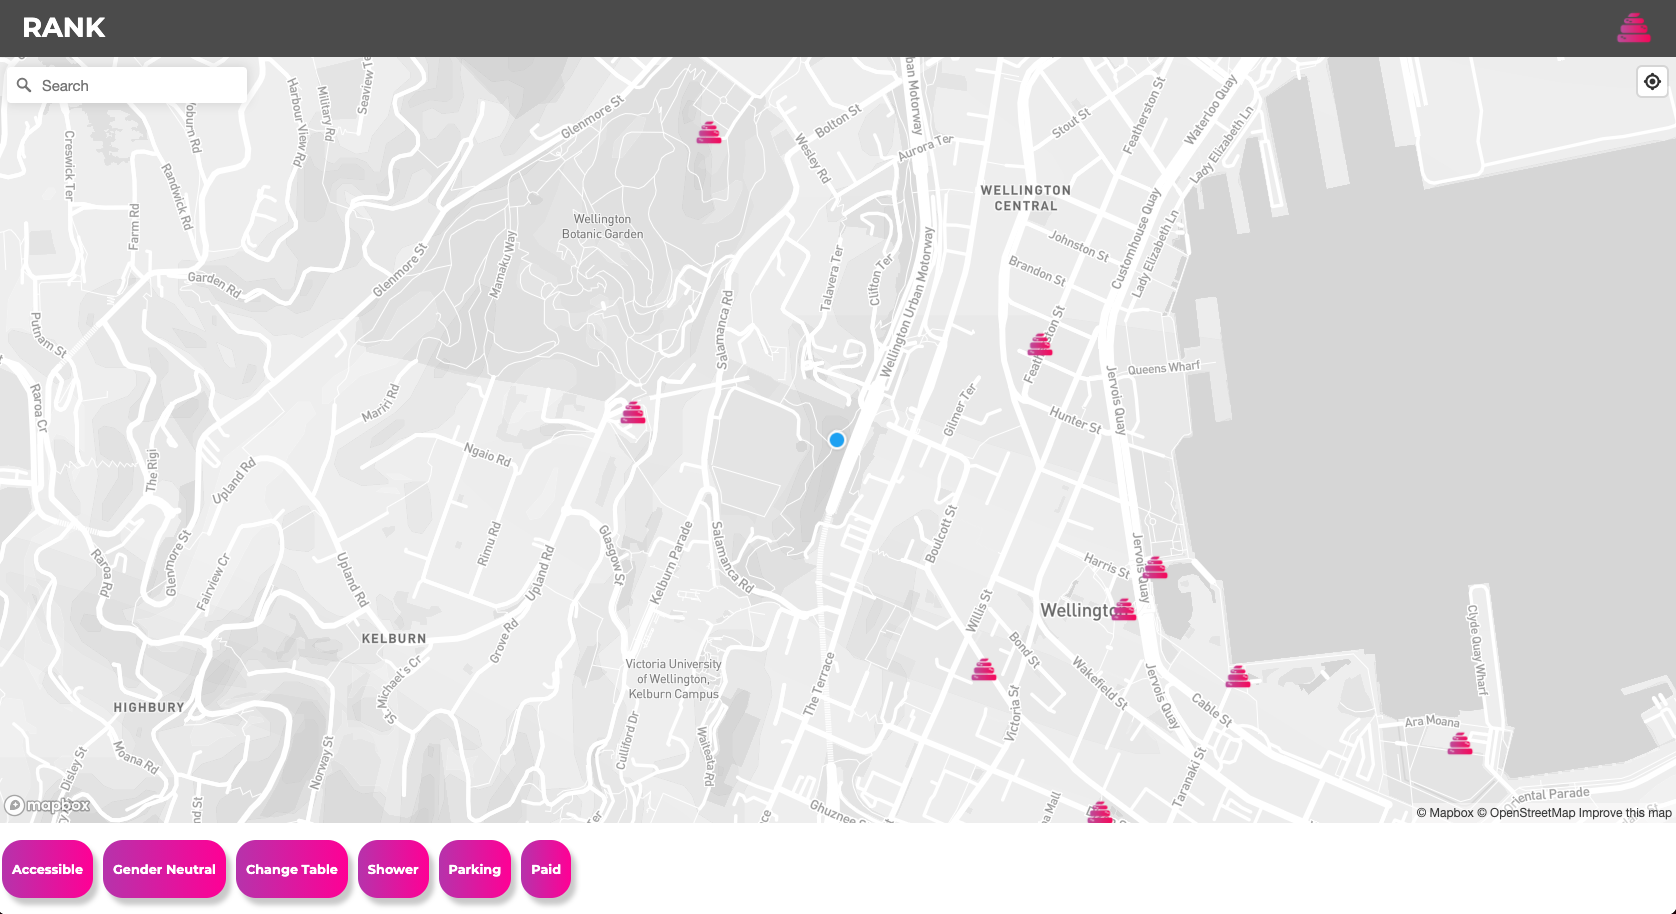 RANK
Search
Seaview Te
Military Rd
Harbour View Rd
oburn Rd
Creswick Ter
Randwick Rd
Farm Rd
Garden Rd
Putnam St
Raroa Cr
The Rigi
Upland Rd
Glenmore St
Glenmore St
Glenmore St
Mamaku Way
Wellington
Botanic Garden
Wesley Rd
Bolton St
Aurora Ter
ban Motorway
Stout St
Featherston St
Waterloo Quay
Lady Elizabeth Ln
WELLINGTON
CENTRAL
Johnston St
Brandon St
Customhouse Quay
Lady Elizabeth Ln
Talavera Ter
Clifton Ter
Wellington Urban Motorway
Salamanca Rd
Mariri Rd
Ngaio Rd
Rimu Rd
Upland Rd
Glasgow St
Kelburn Parade
Salamanca Rd
Gilmer Ter
Hunter St
Jervois Quay
Queens Wharf
Boulcott St
Harris St
Jervois Quay
Willis St
Bond St
Wakefield St
Jervois Quay
Cable St
Victoria St
Taranaki St
Clyde Quay Wharf
Ara Moana
Oriental Parade
Raroa Rd
Fairview Cr
Upland Rd
KELBURN
Grove Rd
Michael's Cr
St
Victoria University
of Wellington,
Kelburn Campus
The Terrace
HIGHBURY
Moana Rd
Disley St
Norway St
Culliford Dr
Waiteata Rd
Ghuznee St
Mall
mapbox
© Mapbox © OpenStreetMap Improve this map
Accessible
Gender Neutral
Change Table
Shower
Parking
Paid